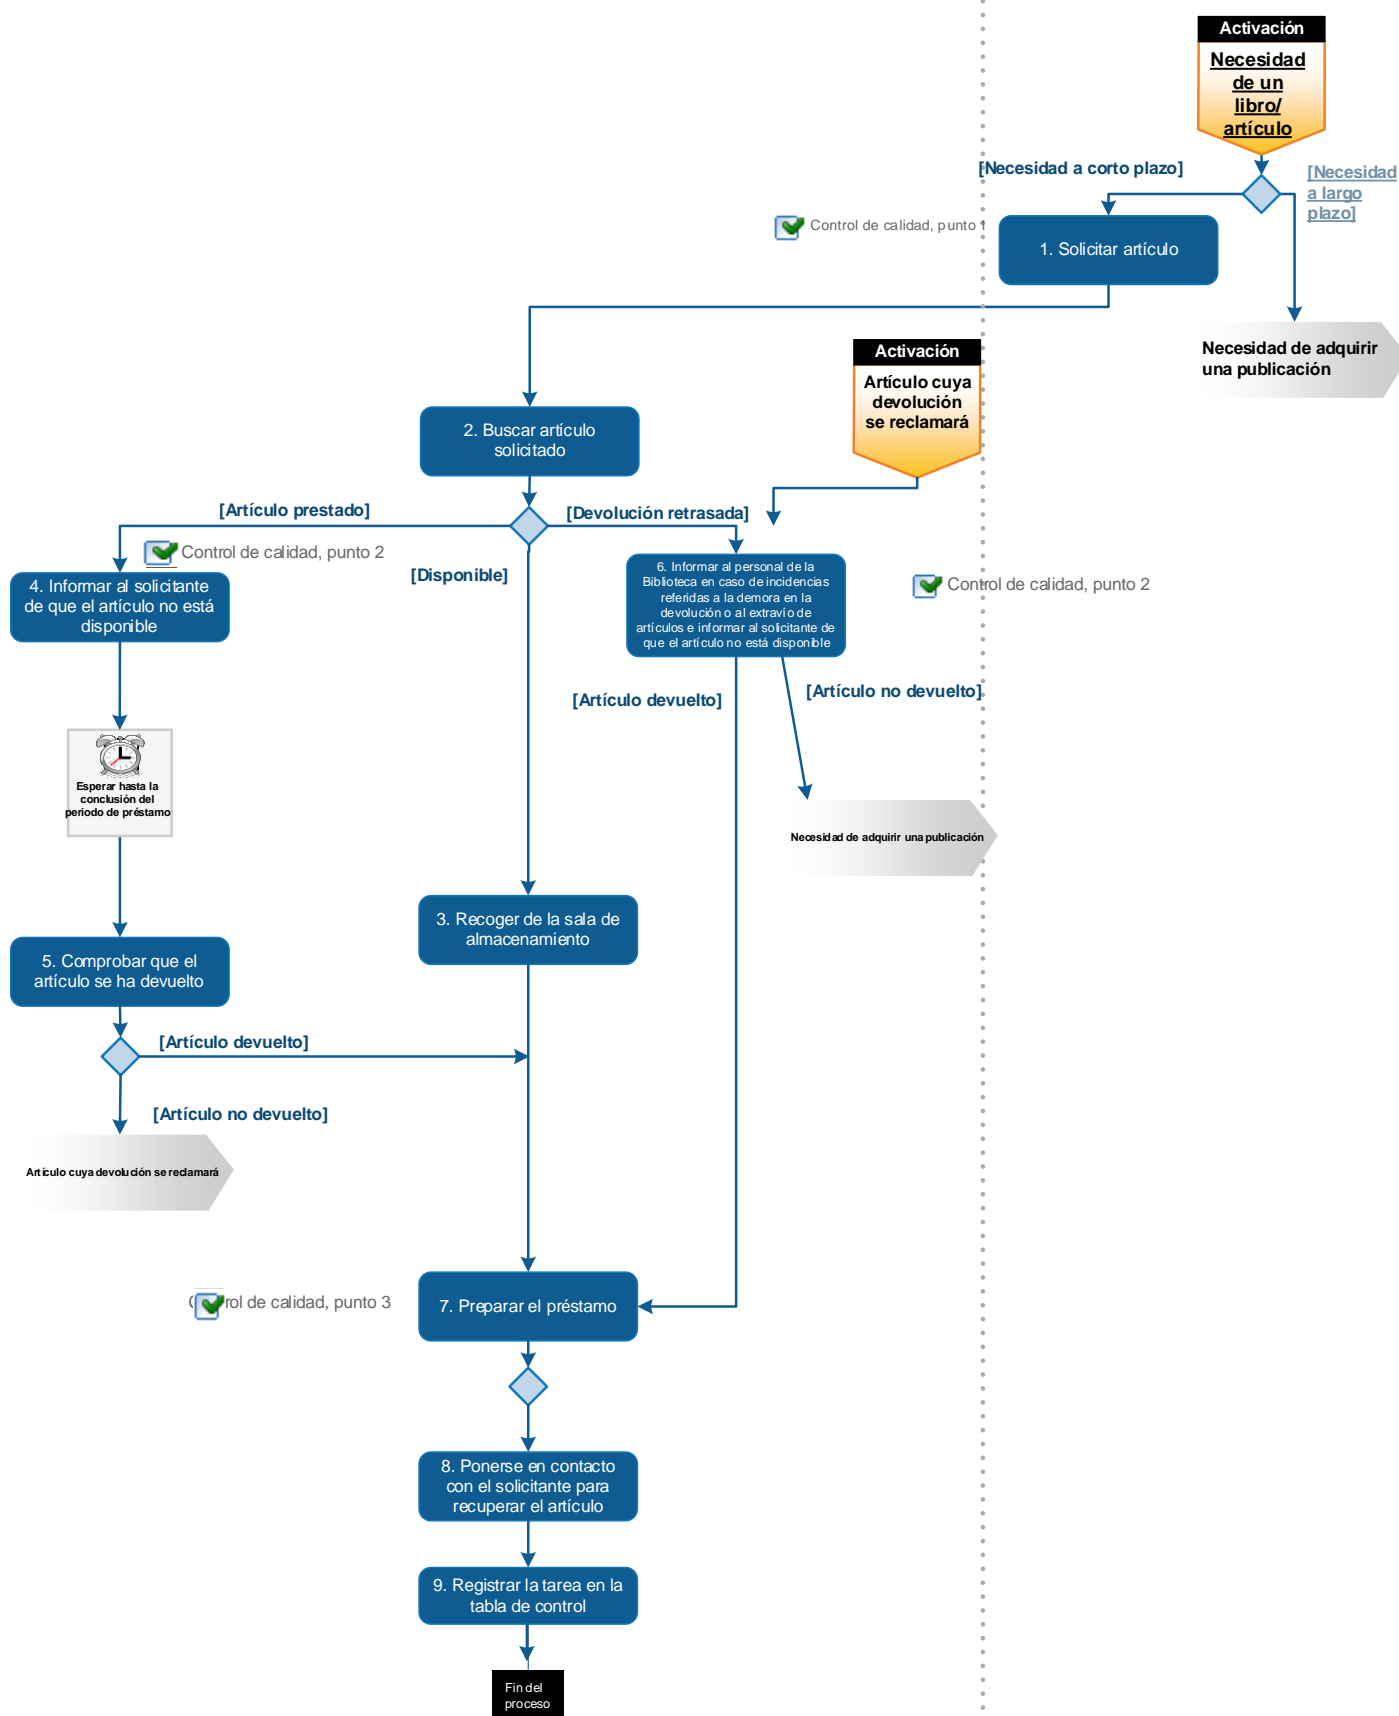 Activación
Necesidad
de un
libro/
artículo
[Necesidad a corto plazo]
[Necesidad
a largo
plazo]
Control de calidad, punto 1
1. Solicitar artículo
Necesidad de adquirir
una publicación
Activación
Artículo cuya
devolución
se reclamará
2. Buscar artículo
solicitado
[Artículo prestado]
[Devolución retrasada]
Control de calidad, punto 2
[Disponible]
4. Informar al solicitante
de que el artículo no está
disponible
6. Informar al personal de la
Biblioteca en caso de incidencias
referidas a la demora en la
devolución o al extravío de
artículos e informar al solicitante de
que el artículo no está disponible
Control de calidad, punto 2
[Artículo devuelto]
[Artículo no devuelto]
Esperar hasta la
conclusión del
periodo de préstamo
Necesidad de adquirir una publicación
3. Recoger de la sala de
almacenamiento
5. Comprobar que el
artículo se ha devuelto
[Artículo devuelto]
[Artículo no devuelto]
Artículo cuya devolución se reclamará
rol de calidad, punto 3
7. Preparar el préstamo
8. Ponerse en contacto
con el solicitante para
recuperar el artículo
9. Registrar la tarea en la
tabla de control
Fin del
proceso